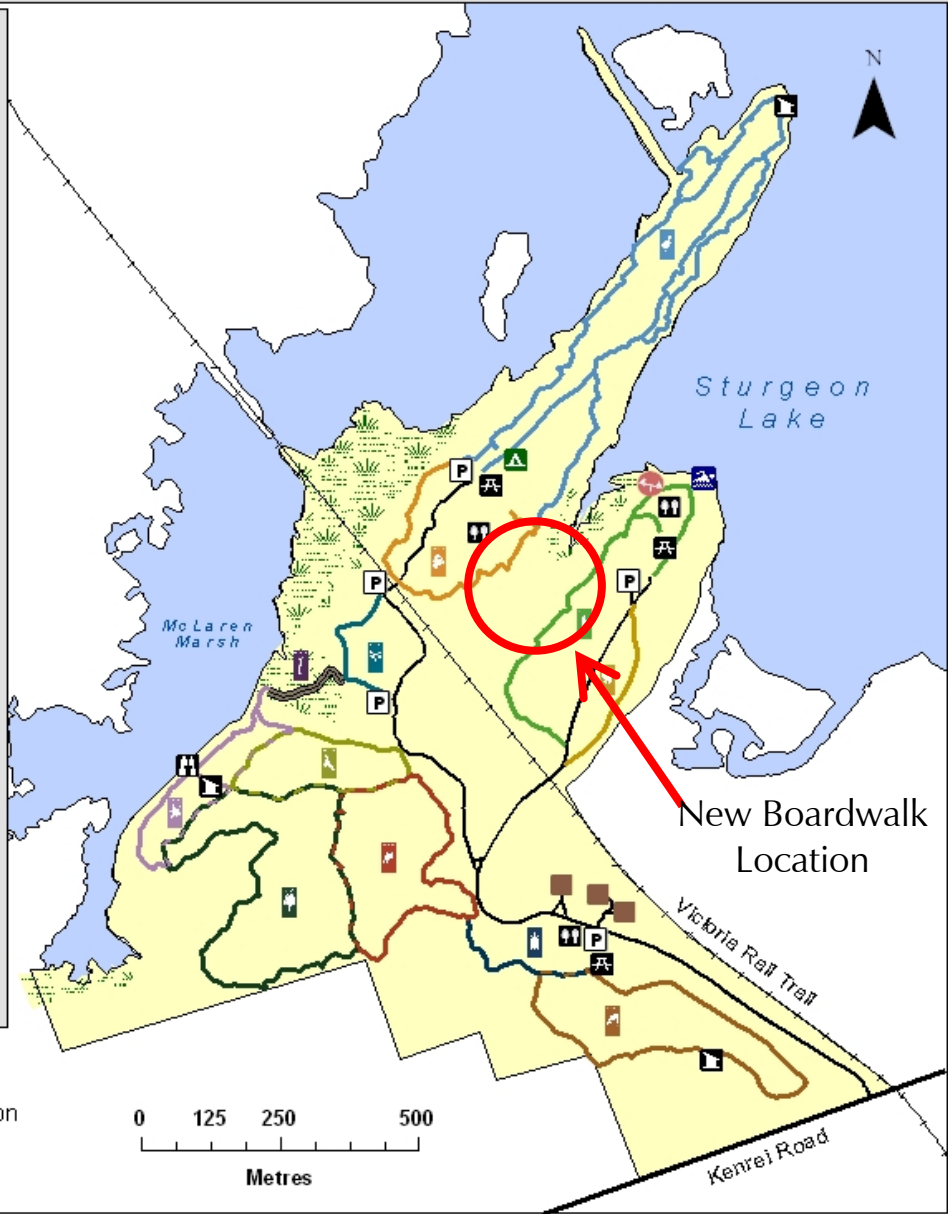 N
Sturgeon
Lake
P
P
P
McLaren
Marsh
P
New Boardwalk
Location
Victoria Rail Trail
P
on
0 125 250 500
Metres
Kenrei Road